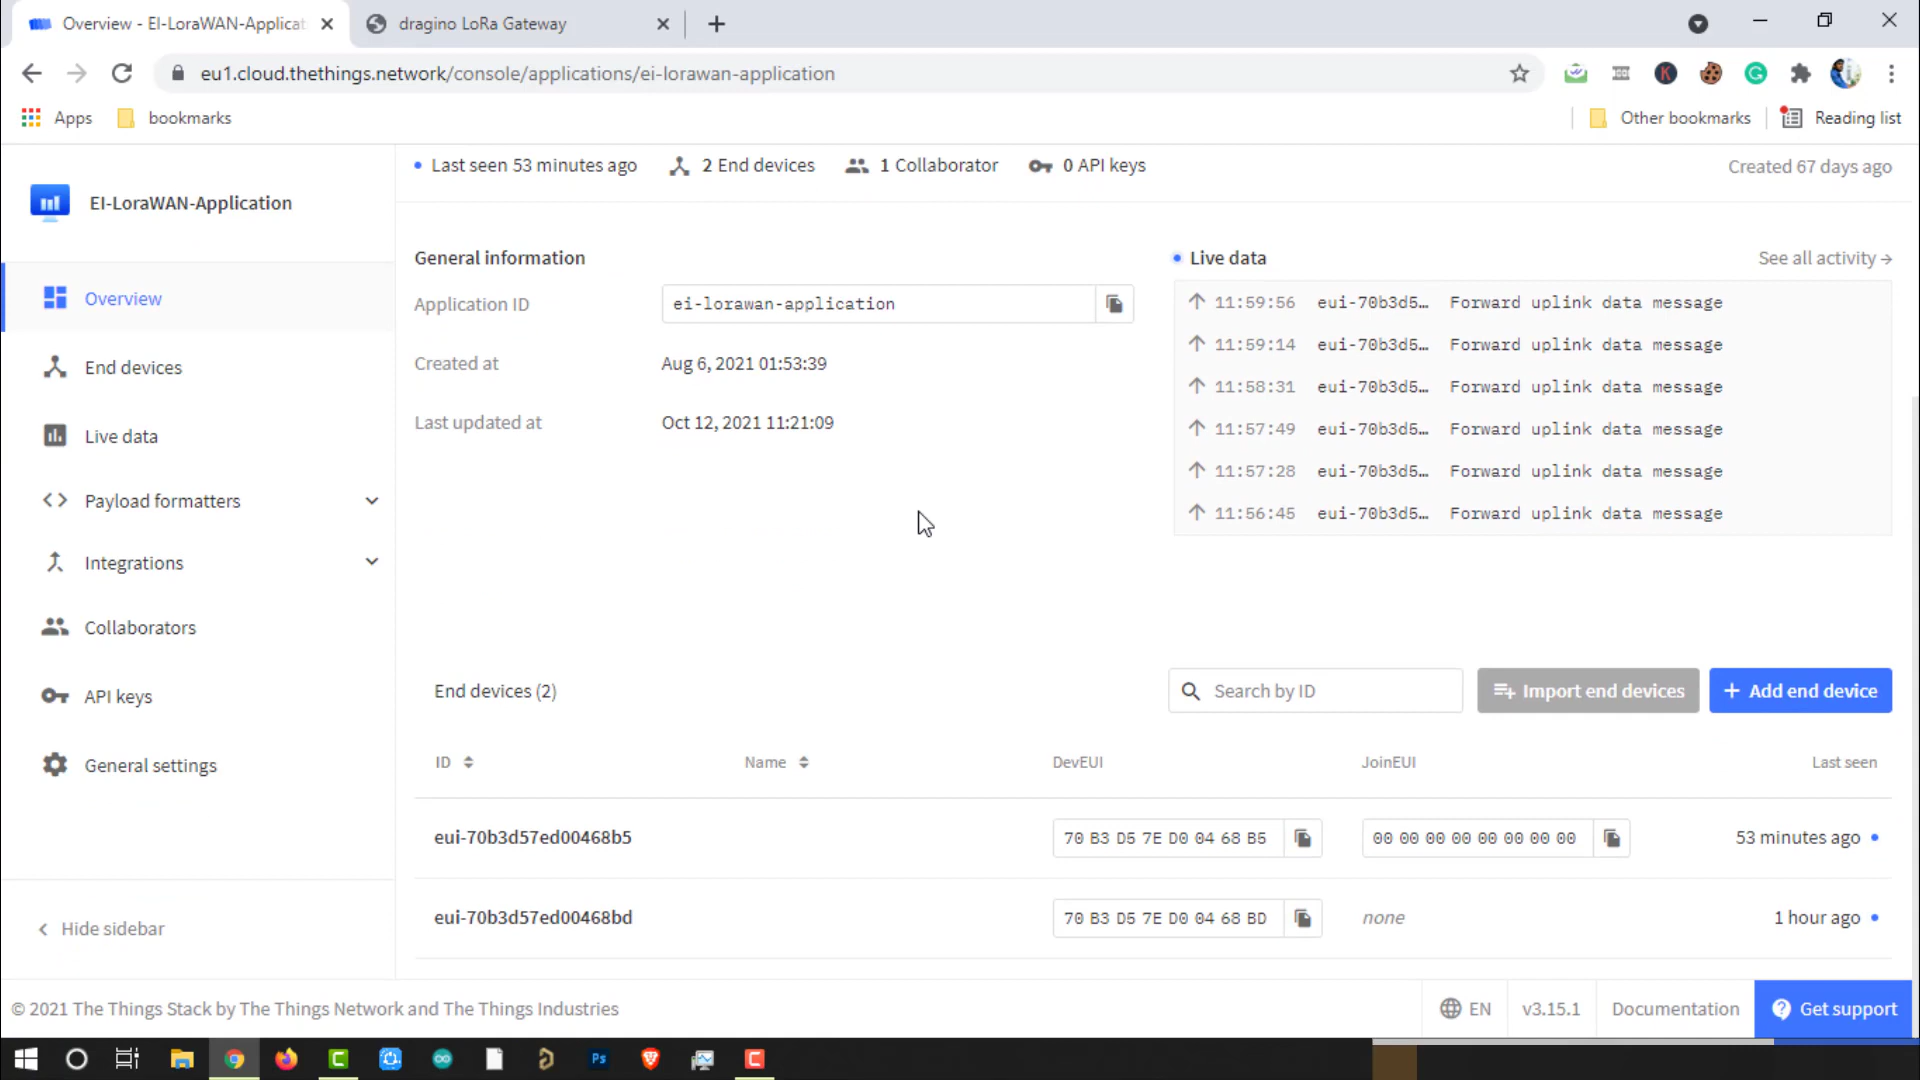 Overview - EI-LoraWAN-Applicat
dragino LoRa Gateway
eu1.cloud.thethings.network/console/applications/ei-lorawan-application
Apps
bookmarks
Other bookmarks
Reading list
EI-LoraWAN-Application
Overview
End devices
Live data
Payload formatters
Integrations
Collaborators
API keys
General settings
Hide sidebar
Last seen 53 minutes ago
2 End devices
1 Collaborator
0 API keys
Created 67 days ago
General information
Application ID
ei-lorawan-application
Created at
Aug 6, 2021 01:53:39
Last updated at
Oct 12, 2021 11:21:09
Live data
See all activity →
11:59:56 eui-70b3d5… Forward uplink data message
11:59:14 eui-70b3d5… Forward uplink data message
11:58:31 eui-70b3d5… Forward uplink data message
11:57:49 eui-70b3d5… Forward uplink data message
11:57:28 eui-70b3d5… Forward uplink data message
11:56:45 eui-70b3d5… Forward uplink data message
End devices (2)
Search by ID
Import end devices
+ Add end device
ID Name DevEUI JoinEUI Last seen
eui-70b3d57ed00468b5 70 B3 D5 7E D0 04 68 B5 00 00 00 00 00 00 00 00 53 minutes ago
eui-70b3d57ed00468bd 70 B3 D5 7E D0 04 68 BD none 1 hour ago
© 2021 The Things Stack by The Things Network and The Things Industries
EN
v3.15.1
Documentation
Get support
Ps